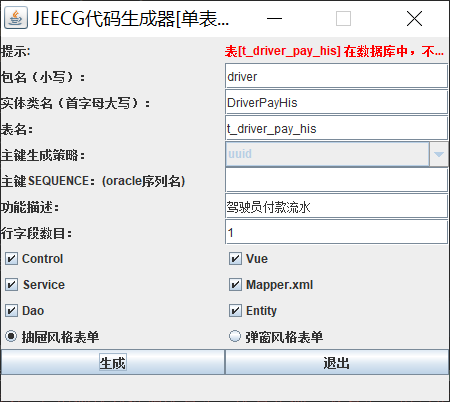 JEECG代码生成器[单表...
提示: 表[t_driver_pay_his] 在数据库中，不...
包名（小写）： driver
实体类名（首字母大写）： DriverPayHis
表名： t_driver_pay_his
主键生成策略： uuid
主键SEQUENCE：(oracle序列名)
功能描述： 驾驶员付款流水
行字段数目： 1
Control Vue
Service Mapper.xml
Dao Entity
抽屉风格表单 弹窗风格表单
生成 退出